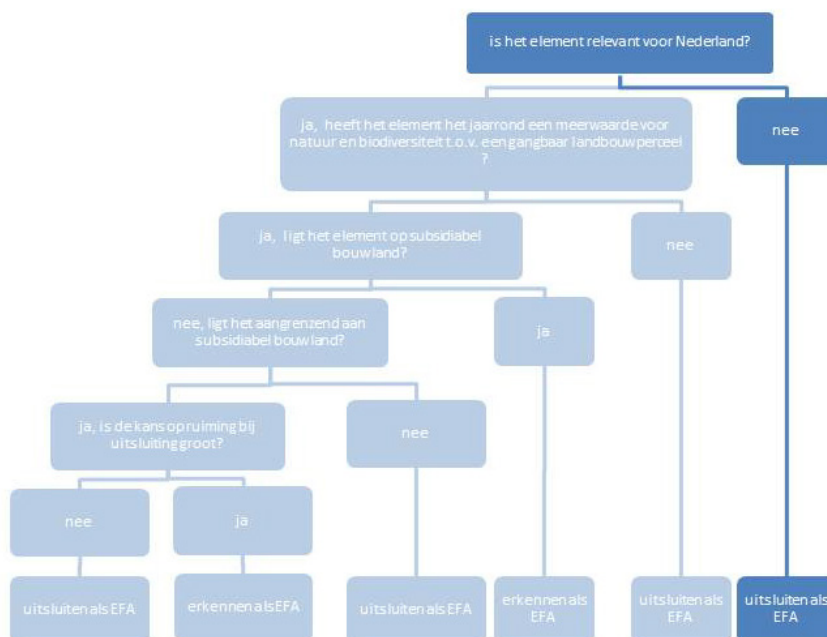 is het element relevant voor Nederland?
ja, heeft het element het jaarrond een meerwaarde voor
natuur en biodiversiteit t.o.v. een gangbaar landbouwperceel
?
nee
ja, ligt het element op subsidiabel
bouwland?
nee
nee, ligt het aangrenzend aan
subsidiabel bouwland?
ja
ja, is de kans op ruiming bij
uitsluiting groot?
nee
nee
ja
uitsluiten als EFA
erkennen als EFA
uitsluiten als EFA
erkennen als
EFA
uitsluiten als
EFA
uitsluiten als
EFA